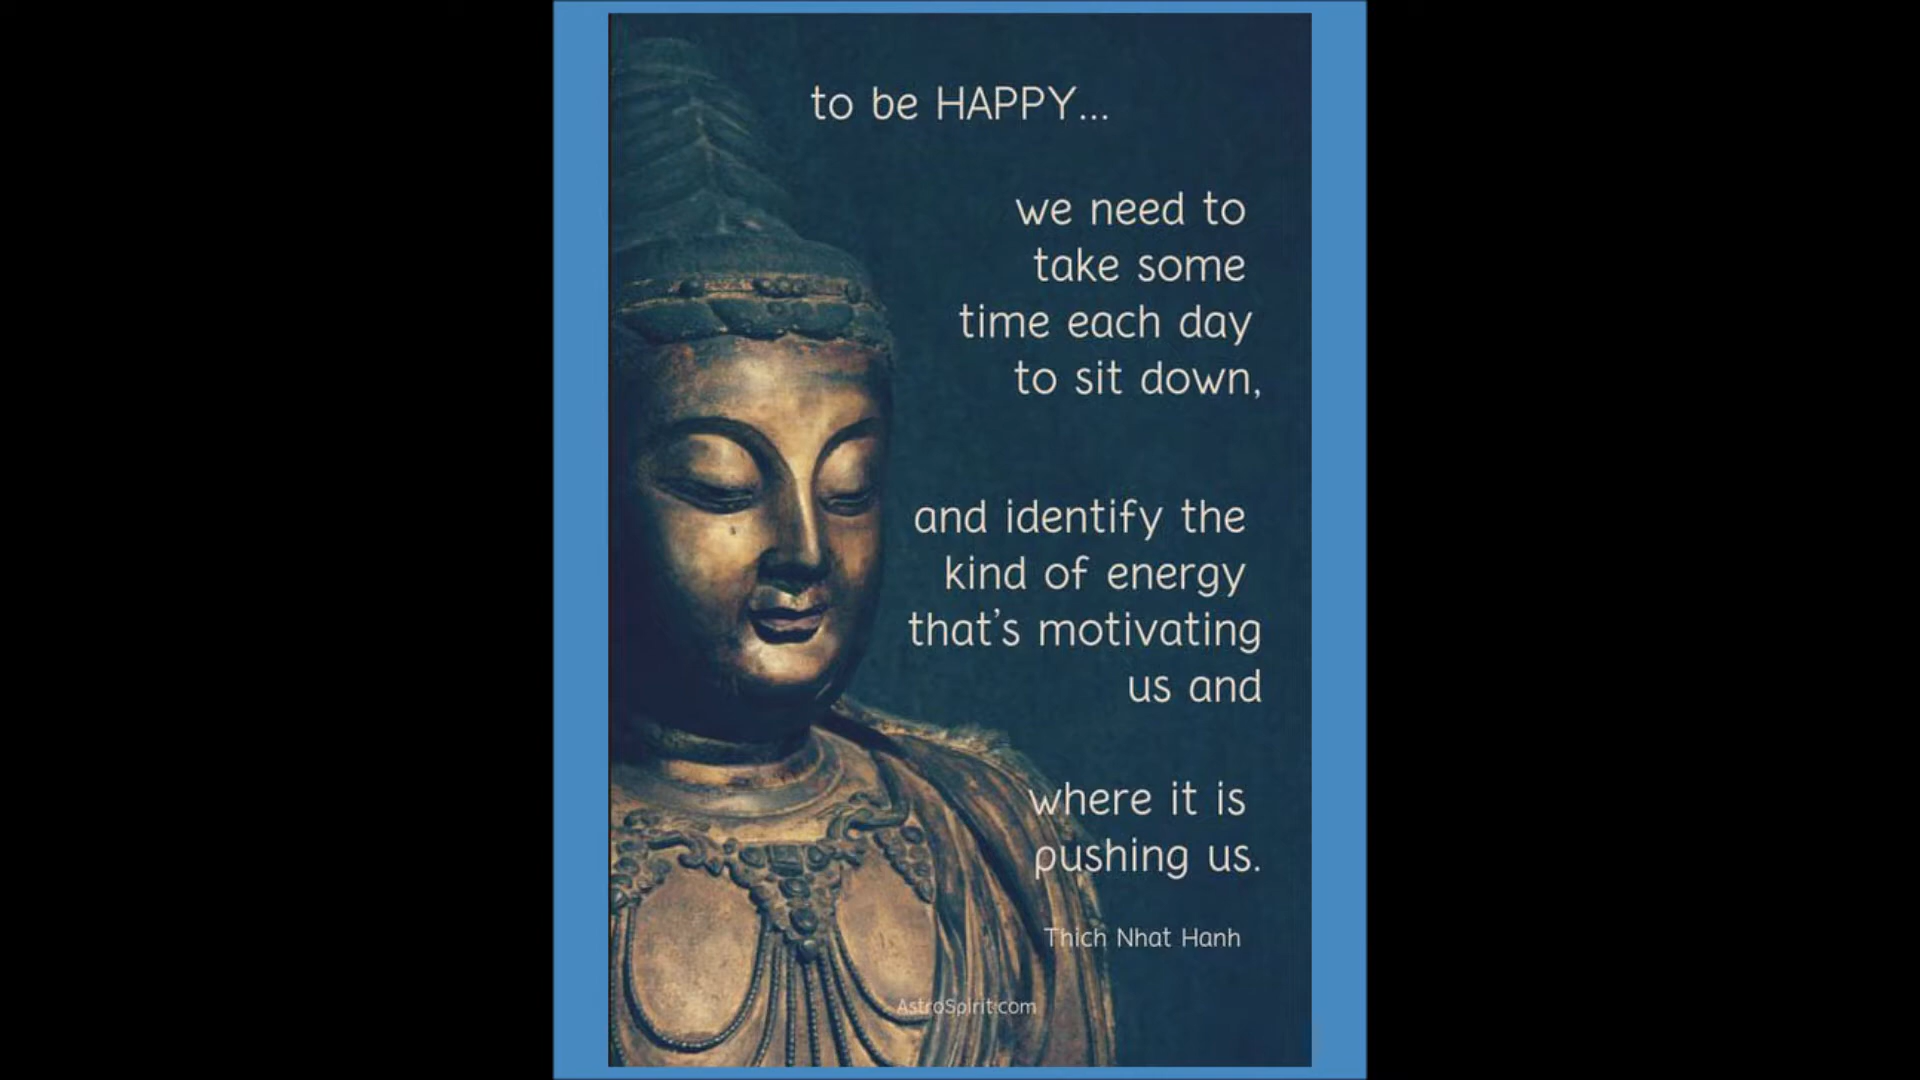 to be HAPPY...
we need to
take some
time each day
to sit down,
and identify the
kind of energy
that's motivating
us and
where it is
pushing us.
Thich Nhat Hanh
AstroSpirit.com